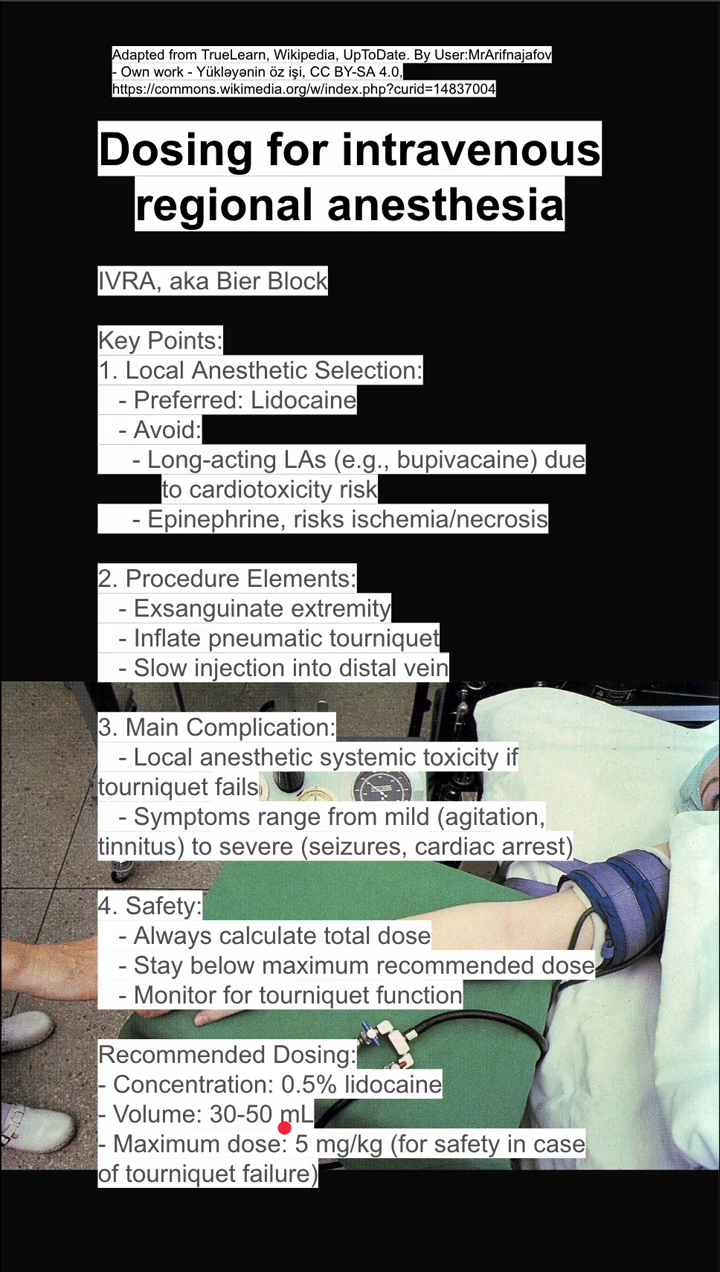 Adapted from TrueLearn, Wikipedia, UpToDate. By User:MrArifnajafov
- Own work - Yükləyənin öz işi, CC BY-SA 4.0,
https://commons.wikimedia.org/w/index.php?curid=14837004
Dosing for intravenous
regional anesthesia
IVRA, aka Bier Block
Key Points:
1. Local Anesthetic Selection:
- Preferred: Lidocaine
- Avoid:
- Long-acting LAs (e.g., bupivacaine) due
to cardiotoxicity risk
- Epinephrine, risks ischemia/necrosis
2. Procedure Elements:
- Exsanguinate extremity
- Inflate pneumatic tourniquet
- Slow injection into distal vein
3. Main Complication:
- Local anesthetic systemic toxicity if
tourniquet fails
- Symptoms range from mild (agitation,
tinnitus) to severe (seizures, cardiac arrest)
4. Safety:
- Always calculate total dose
- Stay below maximum recommended dose
- Monitor for tourniquet function
Recommended Dosing:
- Concentration: 0.5% lidocaine
- Volume: 30-50 mL
- Maximum dose: 5 mg/kg (for safety in case
of tourniquet failure)